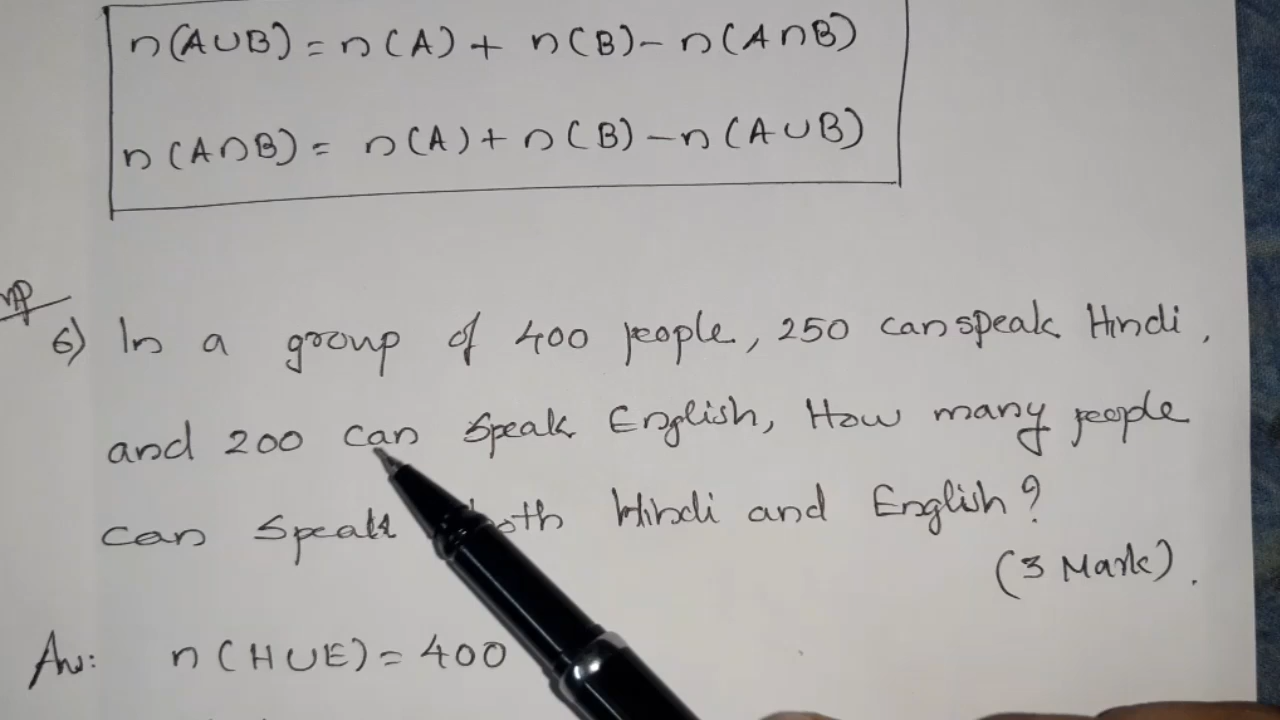 n(A∪B) = n(A) + n(B) - n(A∩B)
n(A∩B) = n(A) + n(B) - n(A∪B)
6) In a group of 400 people, 250 can speak Hindi,
and 200 can speak English, How many people
can speak both Hindi and English?
(3 Mark).
Ans: n(H∪E) = 400